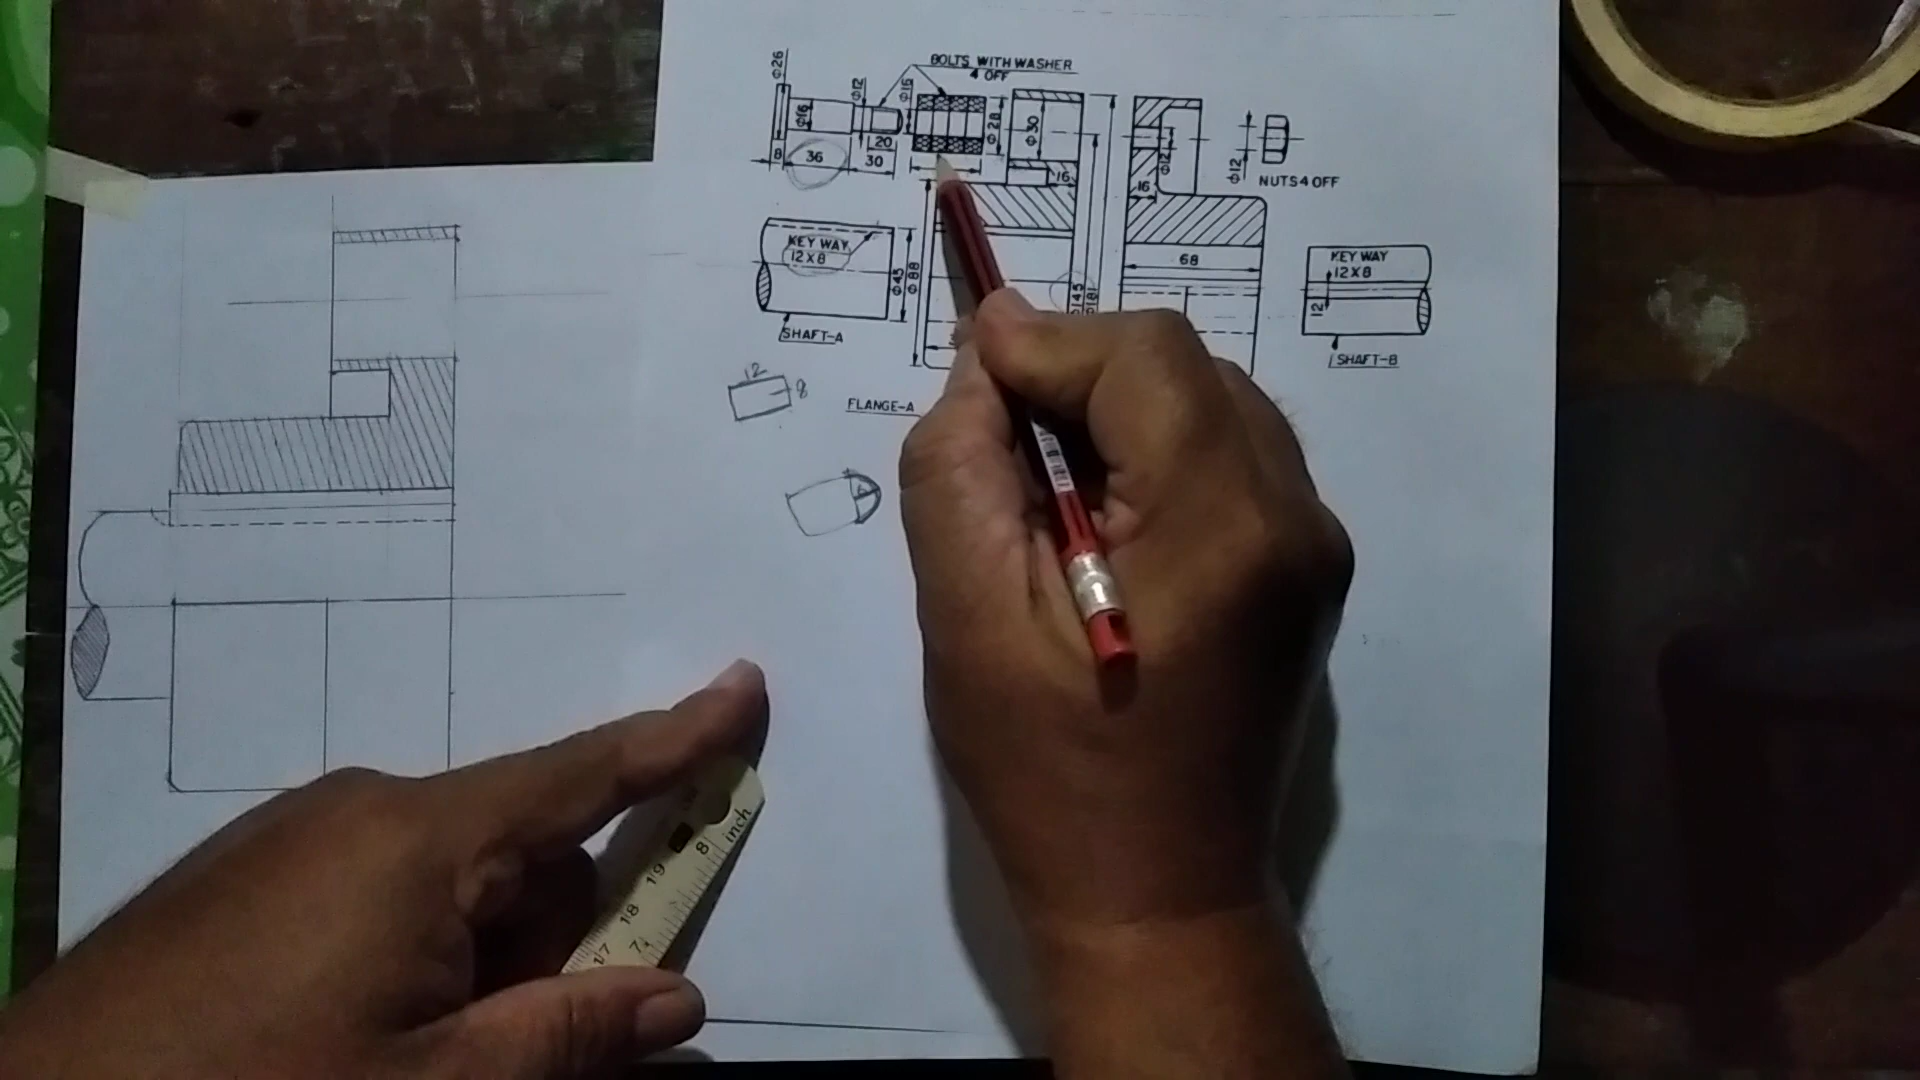 BOLTS WITH WASHER
4 OFF
Φ26
Φ16
Φ12
Φ16
Φ28
Φ30
Φ12
Φ12
8
36
20
30
16
16
NUTS 4 OFF
KEY WAY
12X8
Φ45
Φ88
Φ145
Φ181
68
KEY WAY
12X8
12
SHAFT-A
SHAFT-B
12
8
FLANGE-A
inch
8
19
18
7
17